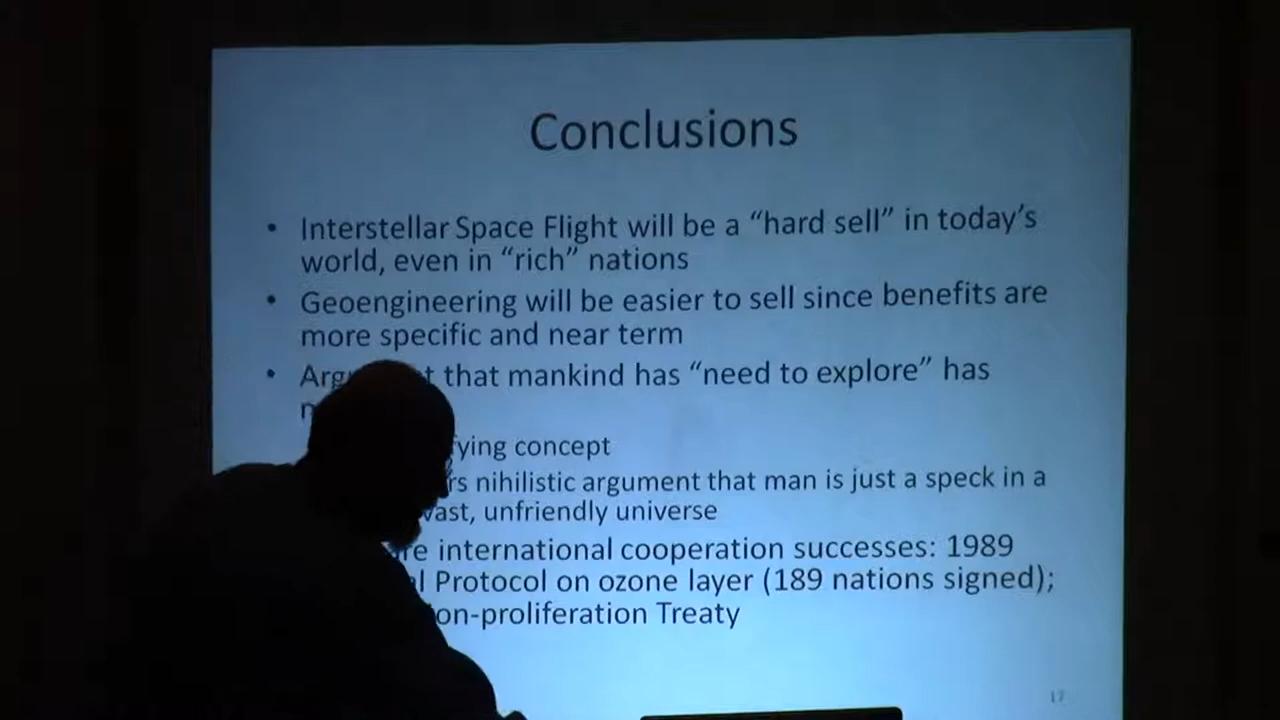 Conclusions
• Interstellar Space Flight will be a “hard sell” in today’s
world, even in “rich” nations
• Geoengineering will be easier to sell since benefits are
more specific and near term
• that mankind has “need to explore” has
concept
nihilistic argument that man is just a speck in a
vast, unfriendly universe
international cooperation successes: 1989
Protocol on ozone layer (189 nations signed);
Treaty
17